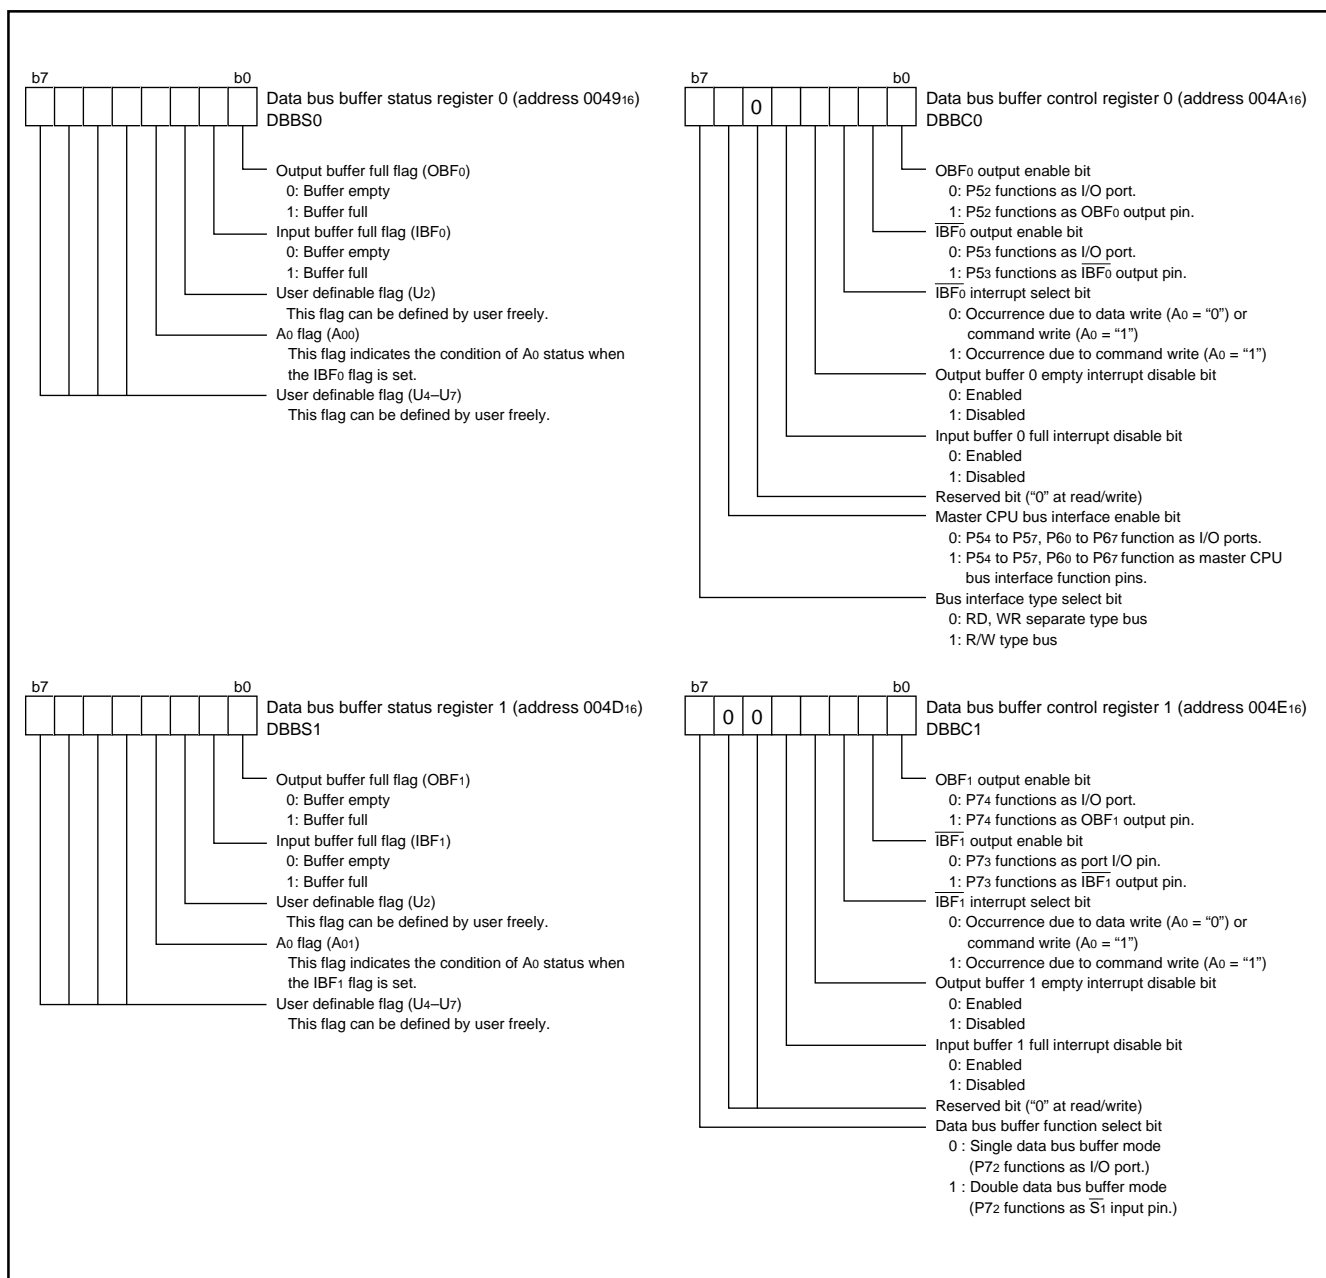 b7 b0
Data bus buffer status register 0 (address 0049₁₆)
DBBS0
Output buffer full flag (OBF₀)
0: Buffer empty
1: Buffer full
Input buffer full flag (IBF₀)
0: Buffer empty
1: Buffer full
User definable flag (U₂)
This flag can be defined by user freely.
A₀ flag (A₀₀)
This flag indicates the condition of A₀ status when
the IBF₀ flag is set.
User definable flag (U₄–U₇)
This flag can be defined by user freely.
b7 b0
0
Data bus buffer control register 0 (address 004A₁₆)
DBBC0
OBF₀ output enable bit
0: P5₂ functions as I/O port.
1: P5₂ functions as OBF₀ output pin.
I̅B̅F̅₀ output enable bit
0: P5₃ functions as I/O port.
1: P5₃ functions as I̅B̅F̅₀ output pin.
I̅B̅F̅₀ interrupt select bit
0: Occurrence due to data write (A₀ = “0”) or
command write (A₀ = “1”)
1: Occurrence due to command write (A₀ = “1”)
Output buffer 0 empty interrupt disable bit
0: Enabled
1: Disabled
Input buffer 0 full interrupt disable bit
0: Enabled
1: Disabled
Reserved bit (“0” at read/write)
Master CPU bus interface enable bit
0: P5₄ to P5₇, P6₀ to P6₇ function as I/O ports.
1: P5₄ to P5₇, P6₀ to P6₇ function as master CPU
bus interface function pins.
Bus interface type select bit
0: RD, WR separate type bus
1: R/W type bus
b7 b0
Data bus buffer status register 1 (address 004D₁₆)
DBBS1
Output buffer full flag (OBF₁)
0: Buffer empty
1: Buffer full
Input buffer full flag (IBF₁)
0: Buffer empty
1: Buffer full
User definable flag (U₂)
This flag can be defined by user freely.
A₀ flag (A₀₁)
This flag indicates the condition of A₀ status when
the IBF₁ flag is set.
User definable flag (U₄–U₇)
This flag can be defined by user freely.
b7 b0
0 0
Data bus buffer control register 1 (address 004E₁₆)
DBBC1
OBF₁ output enable bit
0: P7₄ functions as I/O port.
1: P7₄ functions as OBF₁ output pin.
I̅B̅F̅₁ output enable bit
0: P7₃ functions as port I/O pin.
1: P7₃ functions as I̅B̅F̅₁ output pin.
I̅B̅F̅₁ interrupt select bit
0: Occurrence due to data write (A₀ = “0”) or
command write (A₀ = “1”)
1: Occurrence due to command write (A₀ = “1”)
Output buffer 1 empty interrupt disable bit
0: Enabled
1: Disabled
Input buffer 1 full interrupt disable bit
0: Enabled
1: Disabled
Reserved bit (“0” at read/write)
Data bus buffer function select bit
0 : Single data bus buffer mode
(P7₂ functions as I/O port.)
1 : Double data bus buffer mode
(P7₂ functions as S̅₁ input pin.)